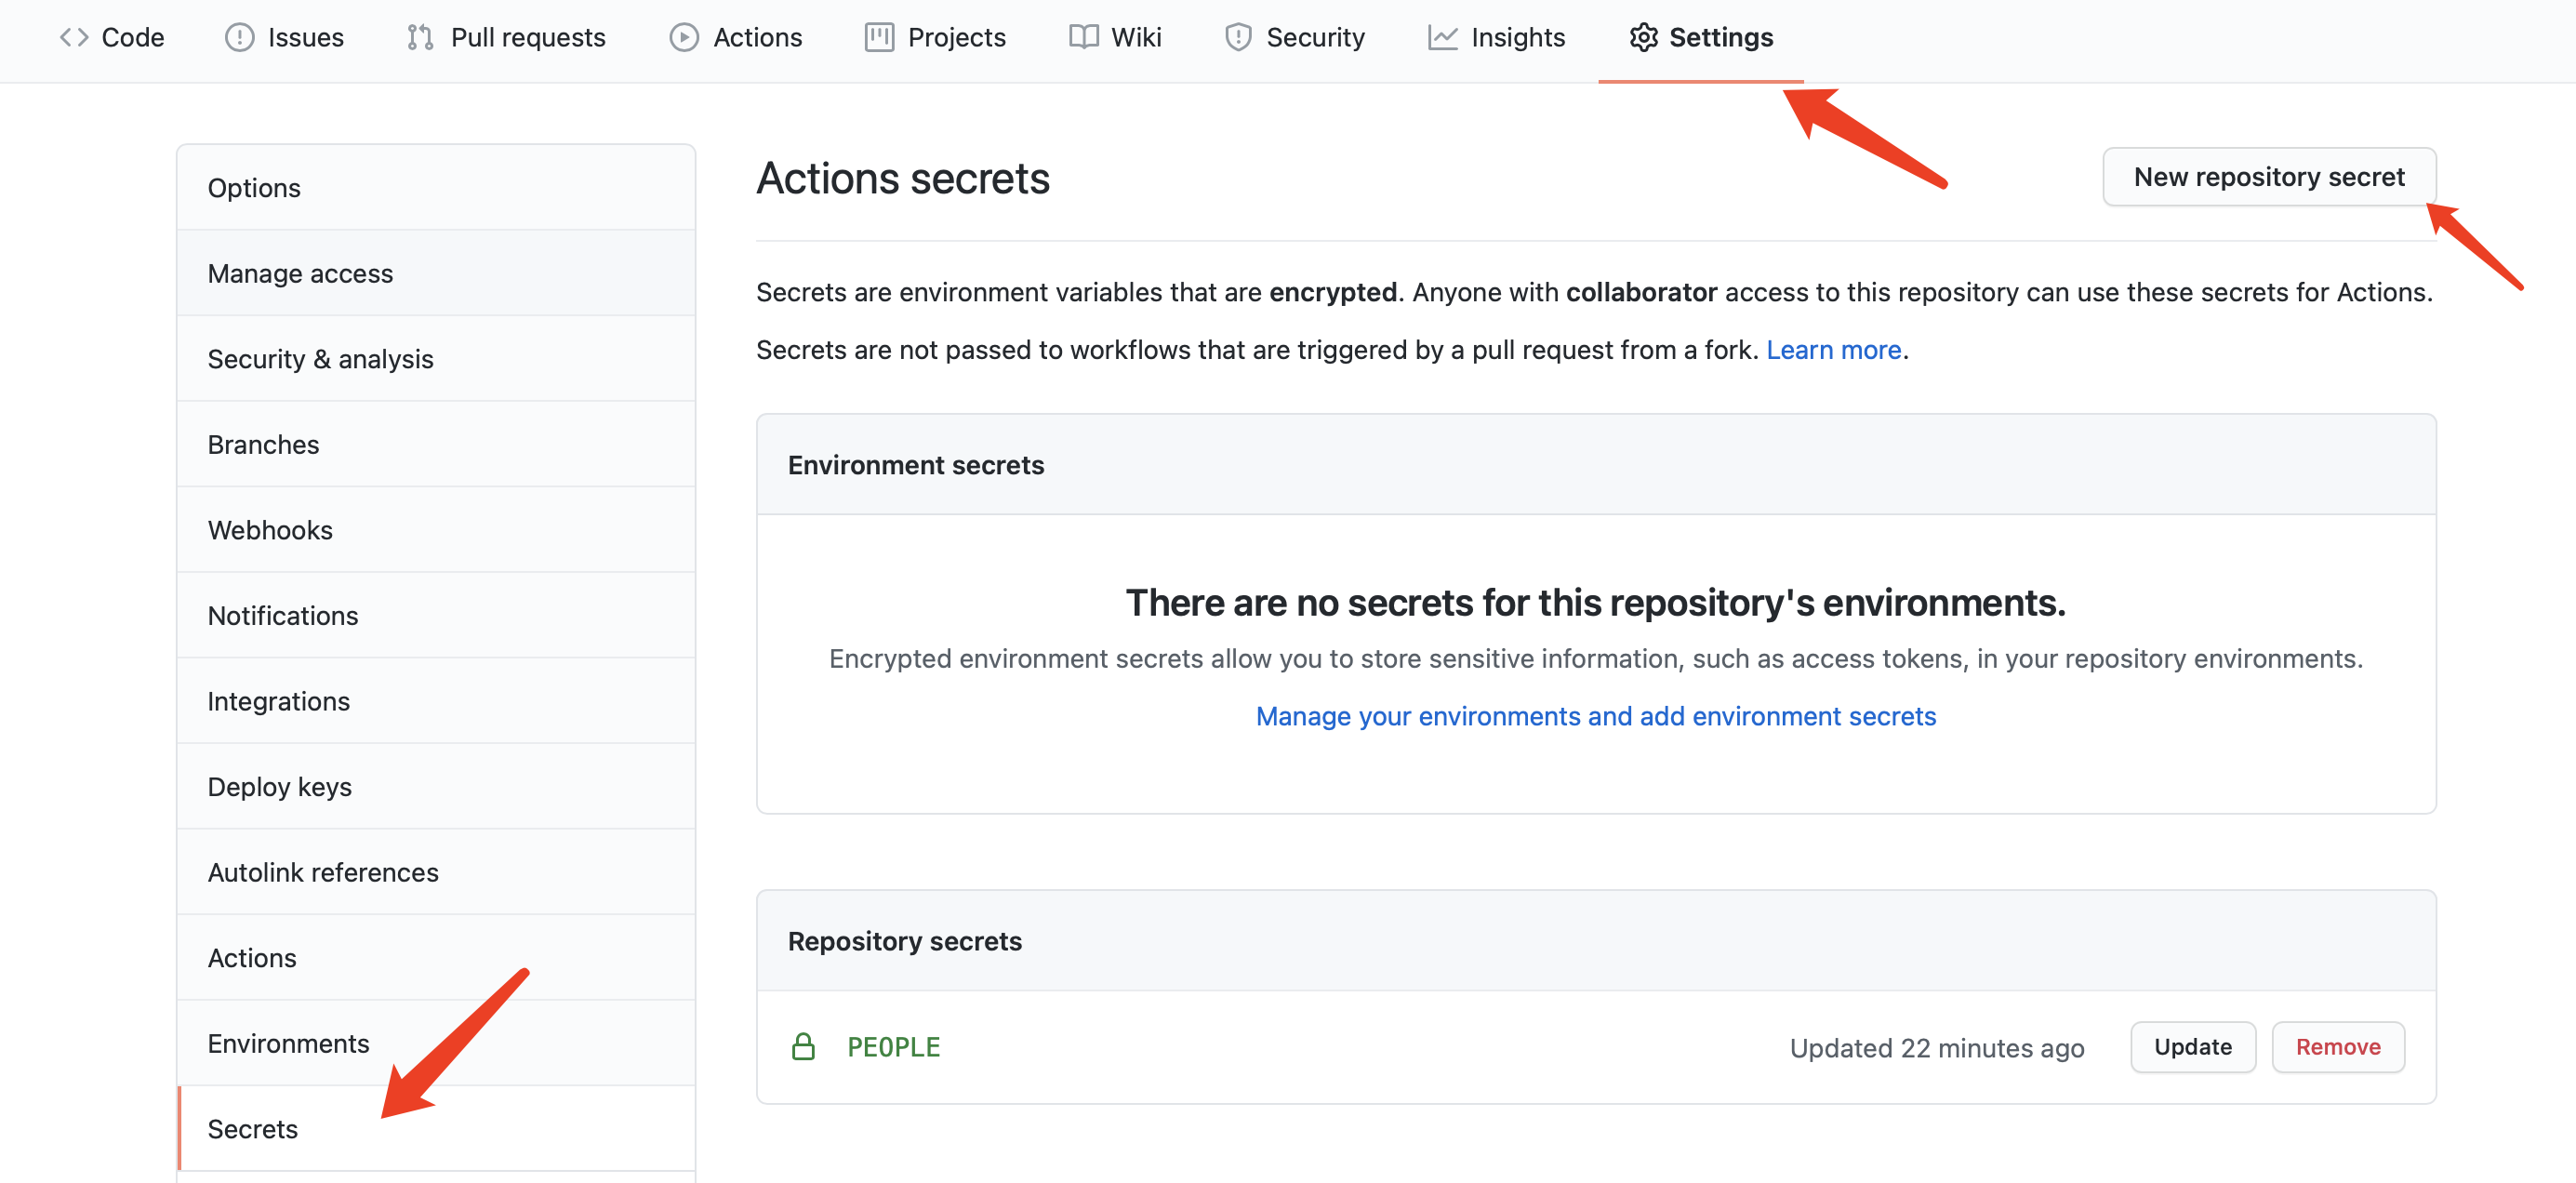 Code Issues Pull requests Actions Projects Wiki Security Insights Settings
Options
Manage access
Security & analysis
Branches
Webhooks
Notifications
Integrations
Deploy keys
Autolink references
Actions
Environments
Secrets
Actions secrets
New repository secret
Secrets are environment variables that are encrypted. Anyone with collaborator access to this repository can use these secrets for Actions.
Secrets are not passed to workflows that are triggered by a pull request from a fork. Learn more.
Environment secrets
There are no secrets for this repository's environments.
Encrypted environment secrets allow you to store sensitive information, such as access tokens, in your repository environments.
Manage your environments and add environment secrets
Repository secrets
PEOPLE Updated 22 minutes ago Update Remove